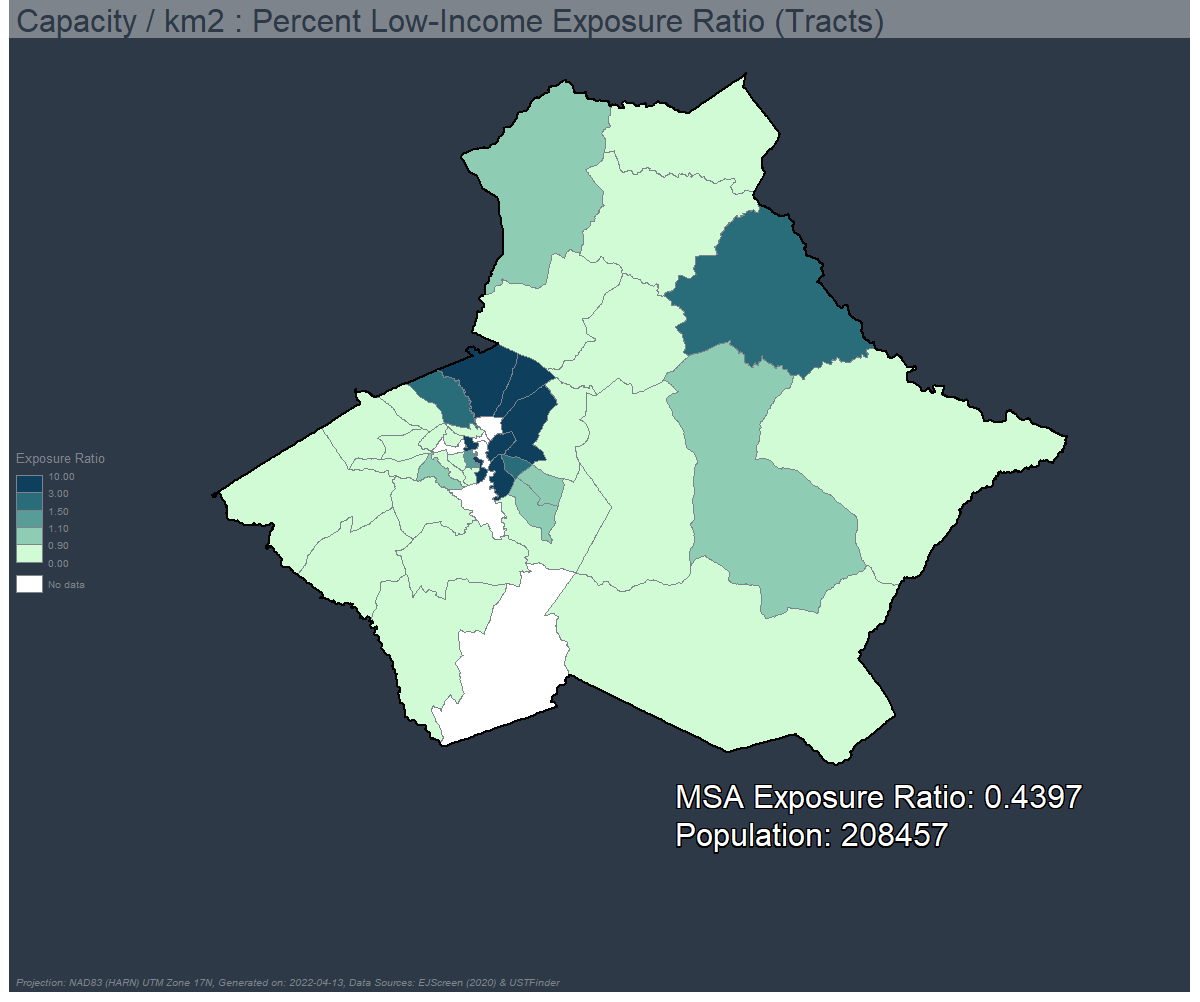 Capacity / km2 : Percent Low-Income Exposure Ratio (Tracts)
Exposure Ratio
10.00
3.00
1.50
1.10
0.90
0.00
No data
MSA Exposure Ratio: 0.4397
Population: 208457
Projection: NAD83 (HARN) UTM Zone 17N, Generated on: 2022-04-13, Data Sources: EJScreen (2020) & USTFinder